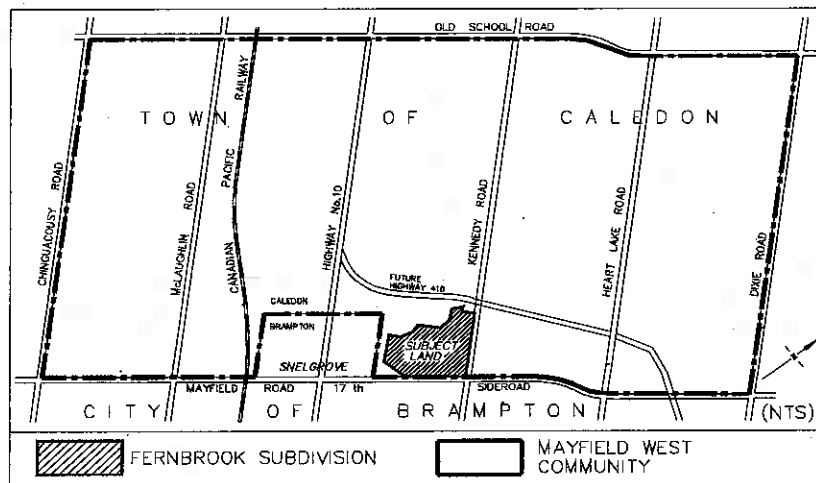 OLD SCHOOL ROAD
TOWN OF CALEDON
CHINGUACOUSY ROAD
McLAUGHLIN ROAD
CANADIAN PACIFIC RAILWAY
HIGHWAY No.10
KENNEDY ROAD
HEART LAKE ROAD
DIXIE ROAD
FUTURE
HIGHWAY 410
CALEDON
BRAMPTON
SNELGROVE
SUBJECT
LAND
MAYFIELD ROAD 17 th SIDEROAD
CITY OF BRAMPTON
(NTS)
FERNBROOK SUBDIVISION
MAYFIELD WEST
COMMUNITY